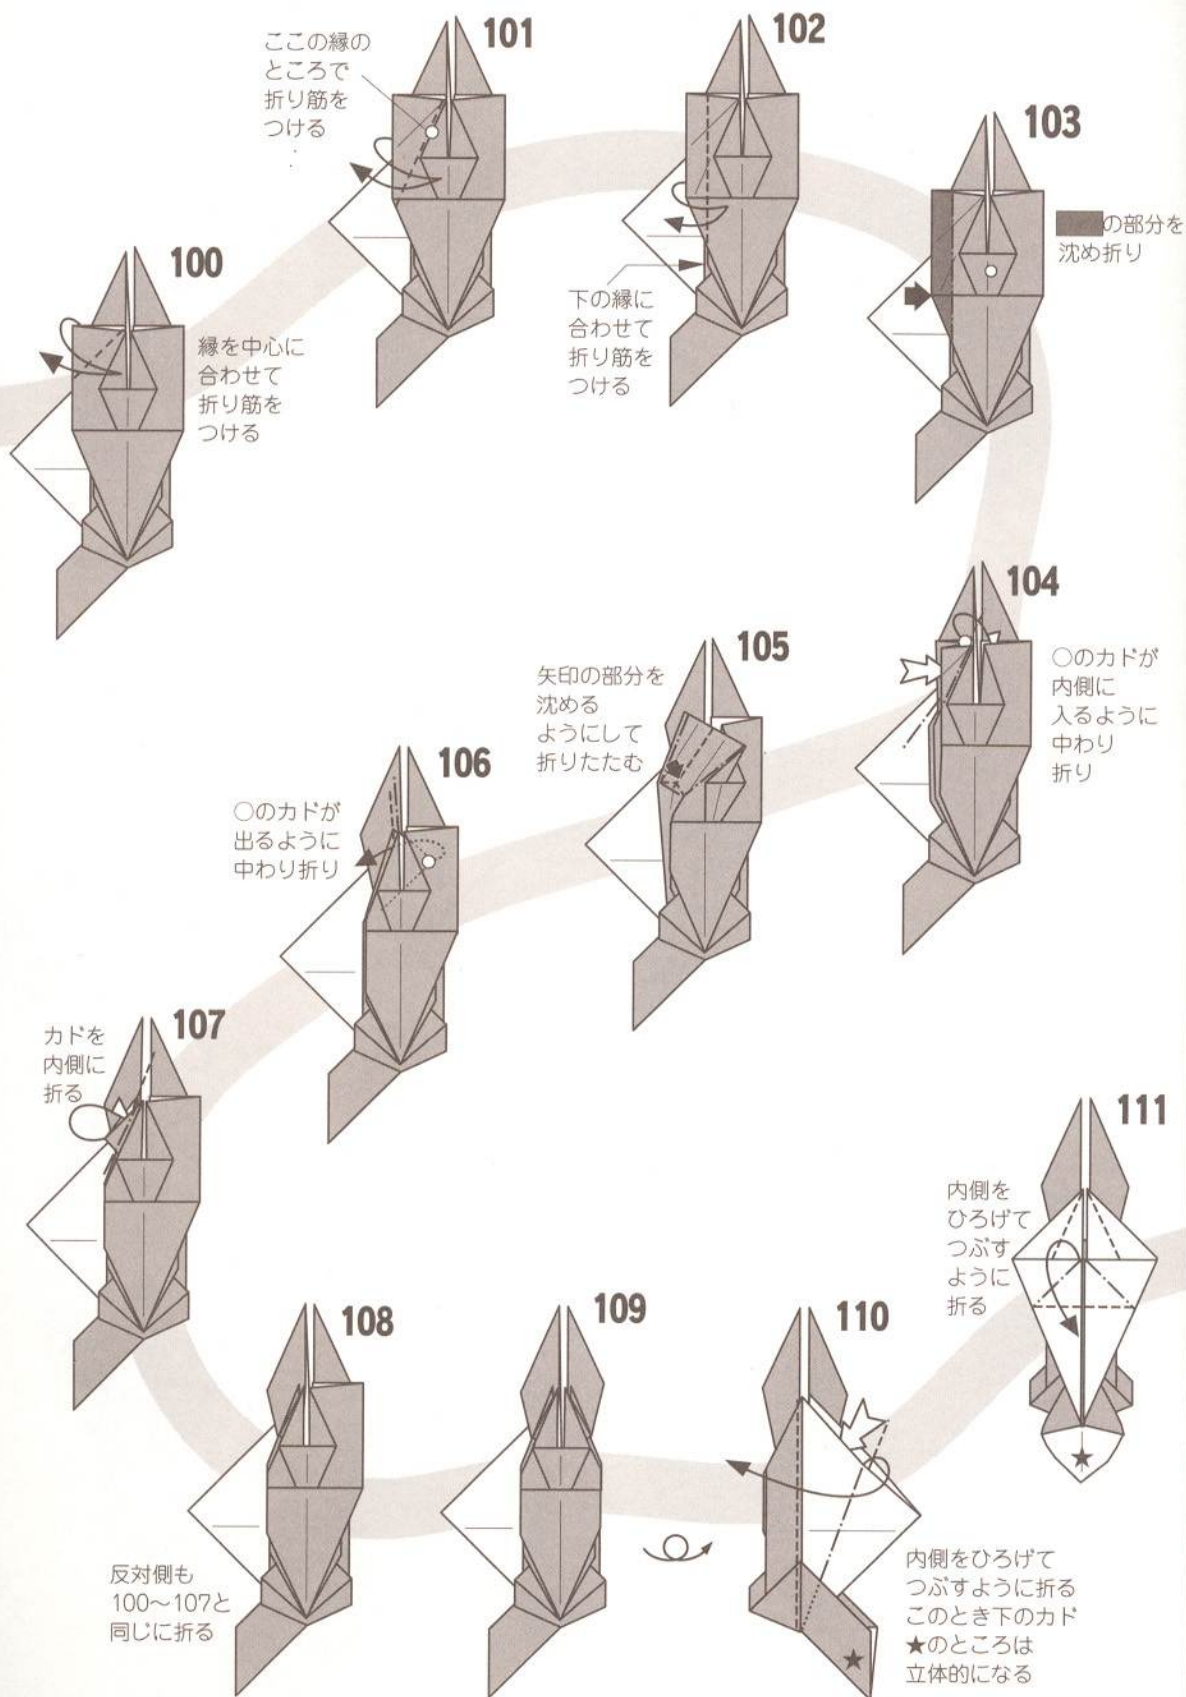 100
縁を中心に
合わせて
折り筋を
つける
101
ここの縁の
ところで
折り筋を
つける
102
下の縁に
合わせて
折り筋を
つける
103
の部分を
沈め折り
104
○のカドが
内側に
入るように
中わり
折り
105
矢印の部分を
沈める
ようにして
折りたたむ
106
○のカドが
出るように
中わり折り
107
カドを
内側に
折る
108
反対側も
100～107と
同じに折る
109
110
内側をひろげて
つぶすように折る
このとき下のカド
★のところは
立体的になる
★
111
内側を
ひろげて
つぶす
ように
折る
★